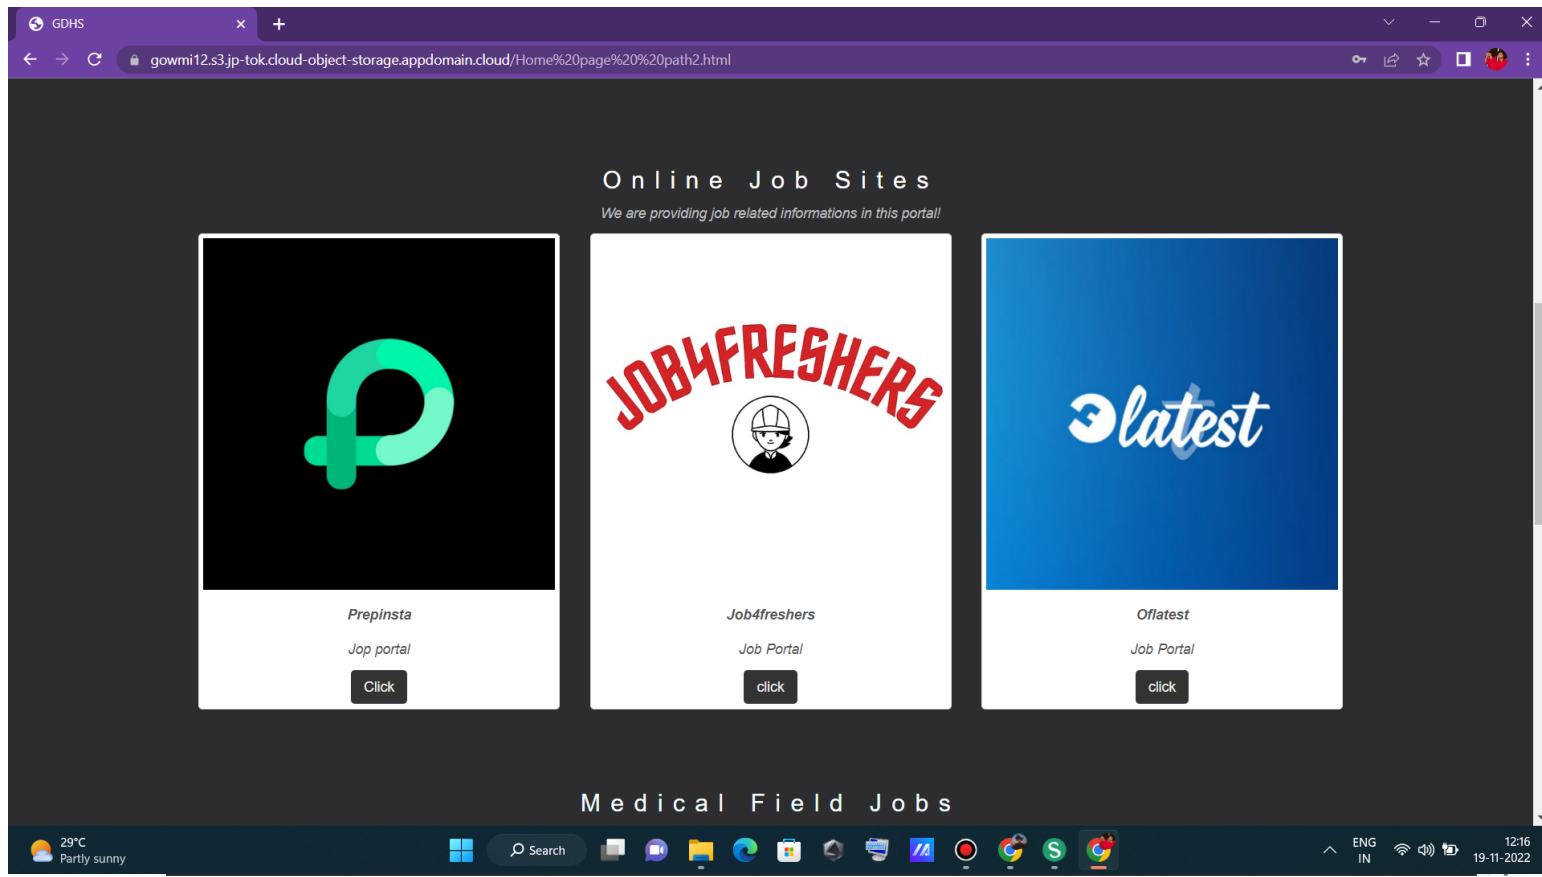 GDHS
gowmi12.s3.jp-tok.cloud-object-storage.appdomain.cloud/Home%20page%20%20path2.html
Online Job Sites
We are providing job related informations in this portal!
JOB4FRESHERS
latest
Prepinsta
Job4freshers
Oflatest
Jop portal
Job Portal
Job Portal
Click
click
click
Medical Field Jobs
29°C
Partly sunny
Search
ENG
IN
12:16
19-11-2022